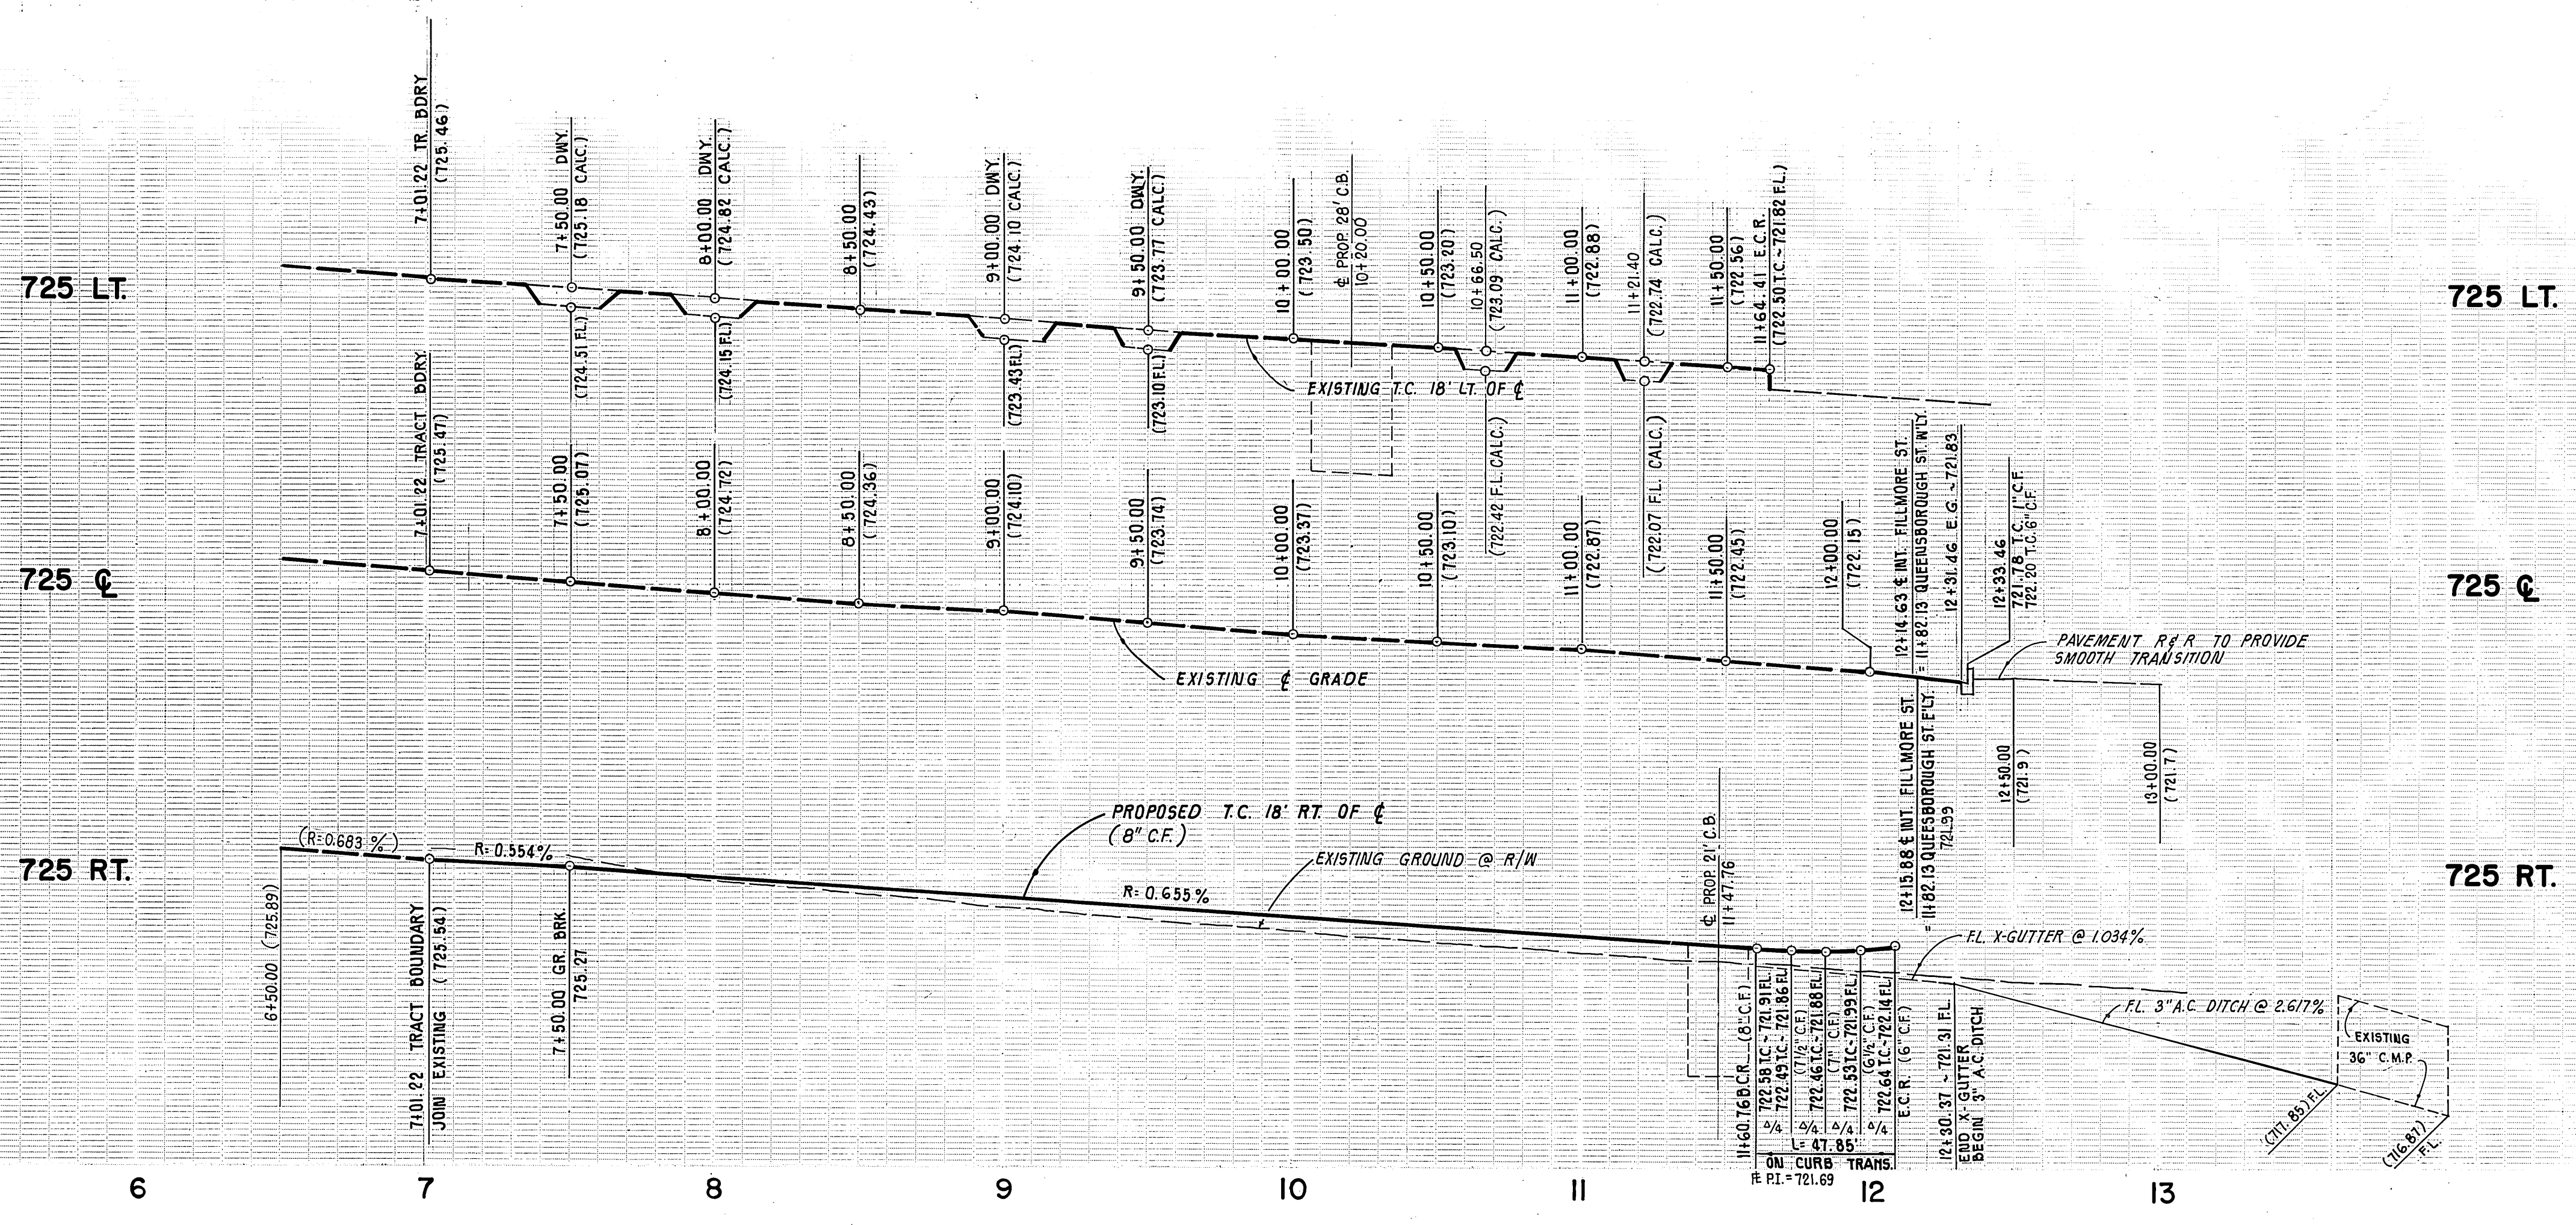 7+01.22 TR. BDRY
(725.46)
7+50.00 DWY.
(725.18 CALC.)
(724.51 F.L.)
8+00.00 DWY.
(724.82 CALC.)
(724.15 F.L.)
8+50.00
(724.43)
9+00.00 DWY.
(724.10 CALC.)
(723.43 F.L.)
9+50.00 DWY.
(723.77 CALC.)
(723.10 F.L.)
10+00.00
(723.50)
℄ PROP. 28' C.B.
10+20.00
10+50.00
(723.20)
10+66.50
(723.09 CALC.)
(722.42 F.L. CALC.)
11+00.00
(722.88)
11+21.40
(722.74 CALC.)
(722.07 F.L. CALC.)
11+50.00
(722.56)
11+64.41 E.C.R.
(722.50 T.C. ~ 721.82 F.L.)
725 LT.
725 LT.
EXISTING T.C. 18' LT. OF ℄
7+01.22 TRACT BDRY.
(725.47)
7+50.00
(725.07)
8+00.00
(724.72)
8+50.00
(724.36)
9+00.00
(724.10)
9+50.00
(723.74)
10+00.00
(723.37)
10+50.00
(723.10)
11+00.00
(722.87)
11+50.00
(722.45)
12+00.00
(722.15)
12+14.63 ℄ INT. FILLMORE ST.
= 11+82.13 QUEENSBOROUGH ST. W'LY.
12+31.46 E.G. ~ 721.83
12+33.46
721.78 T.C. 1" C.F.
722.20 T.C. 6" C.F.
725 ℄
725 ℄
EXISTING ℄ GRADE
PAVEMENT R&R TO PROVIDE
SMOOTH TRANSITION
12+50.00
(721.9)
13+00.00
(721.7)
12+15.88 ℄ INT. FILLMORE ST.
= 11+82.13 QUEESBOROUGH ST. E'LY.
721.99
PROPOSED T.C. 18' RT. OF ℄
(8" C.F.)
EXISTING GROUND @ R/W
(R=0.683 %)
R=0.554%
R= 0.655%
725 RT.
725 RT.
6+50.00 (725.89)
7+01.22 TRACT BOUNDARY
JOIN EXISTING (725.54)
7+50.00 GR. BRK.
725.27
℄ PROP. 21' C.B.
11+47.76
11+60.76 B.C.R. (8" C.F.)
722.58 T.C. ~ 721.91 F.L.
722.49 T.C. ~ 721.86 F.L.
(7 1/2" C.F.)
722.46 T.C. ~ 721.88 F.L.
(7" C.F.)
722.53 T.C. ~ 721.99 F.L.
(6 1/2" C.F.)
722.64 T.C. ~ 722.14 F.L.
E.C.R. (6" C.F.)
Δ/4
Δ/4
Δ/4
Δ/4
L= 47.85'
ON CURB TRANS.
P.I. = 721.69
12+30.37 ~ 721.31 F.L.
END X-GUTTER
BEGIN 3" A.C. DITCH
F.L. X-GUTTER @ 1.034%
F.L. 3" A.C. DITCH @ 2.617%
EXISTING
36" C.M.P.
(717.85) F.L.
(716.87)
F.L.
6
7
8
9
10
11
12
13